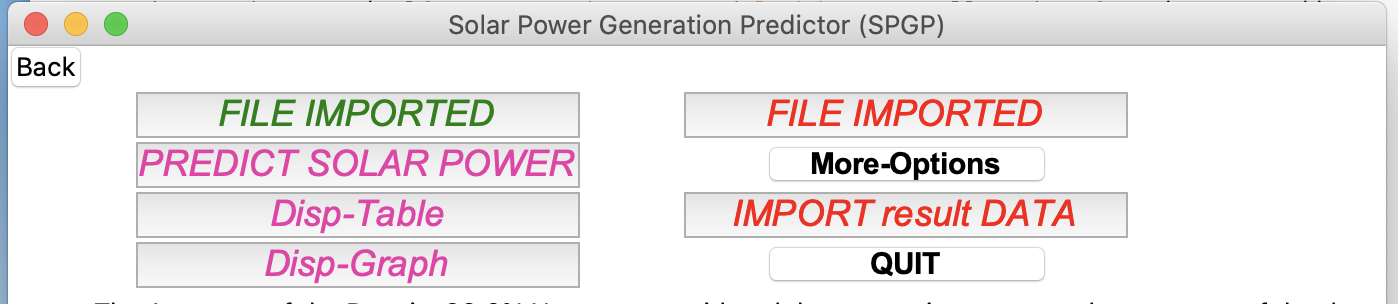 Solar Power Generation Predictor (SPGP)
Back
FILE IMPORTED
PREDICT SOLAR POWER
Disp-Table
Disp-Graph
FILE IMPORTED
More-Options
IMPORT result DATA
QUIT